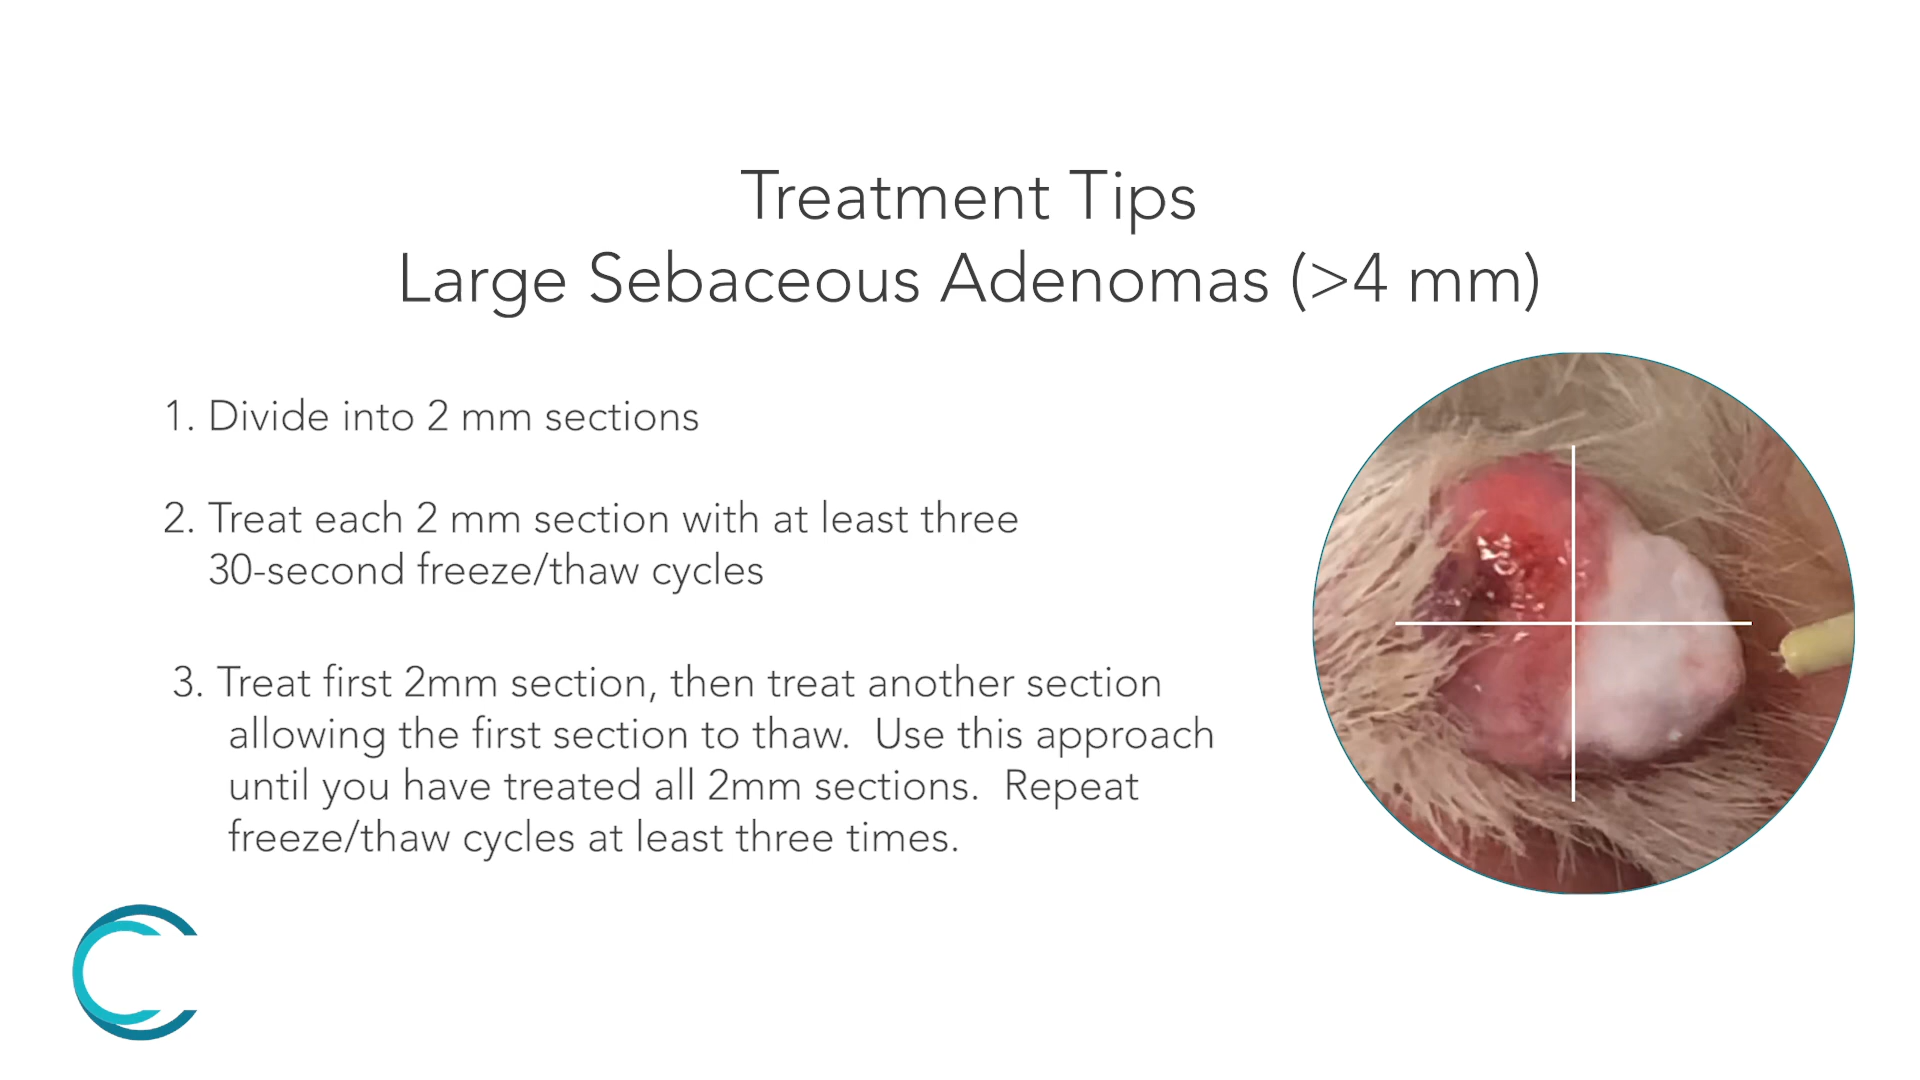 Treatment Tips
Large Sebaceous Adenomas (>4 mm)
1. Divide into 2 mm sections
2. Treat each 2 mm section with at least three
30-second freeze/thaw cycles
3. Treat first 2mm section, then treat another section
allowing the first section to thaw.  Use this approach
until you have treated all 2mm sections.  Repeat
freeze/thaw cycles at least three times.